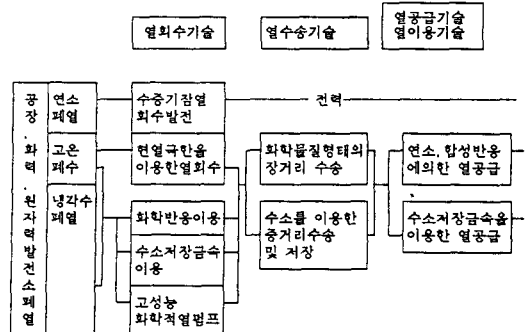 열회수기술
열수송기술
열공급기술
열이용기술
공장·화력·원자력발전소폐열
연소
폐열
고온
폐수
냉각수
폐열
수증기잠열
회수발전
전력
현열극한을
이용한열회수
화학반응이용
수소저장금속
이용
고성능
화학적열펌프
화학물질형태의
장거리 수송
수소를 이용한
중거리수송
및 저장
연소,합성반응
에의한 열공급
수소저장금속을
이용한 열공급